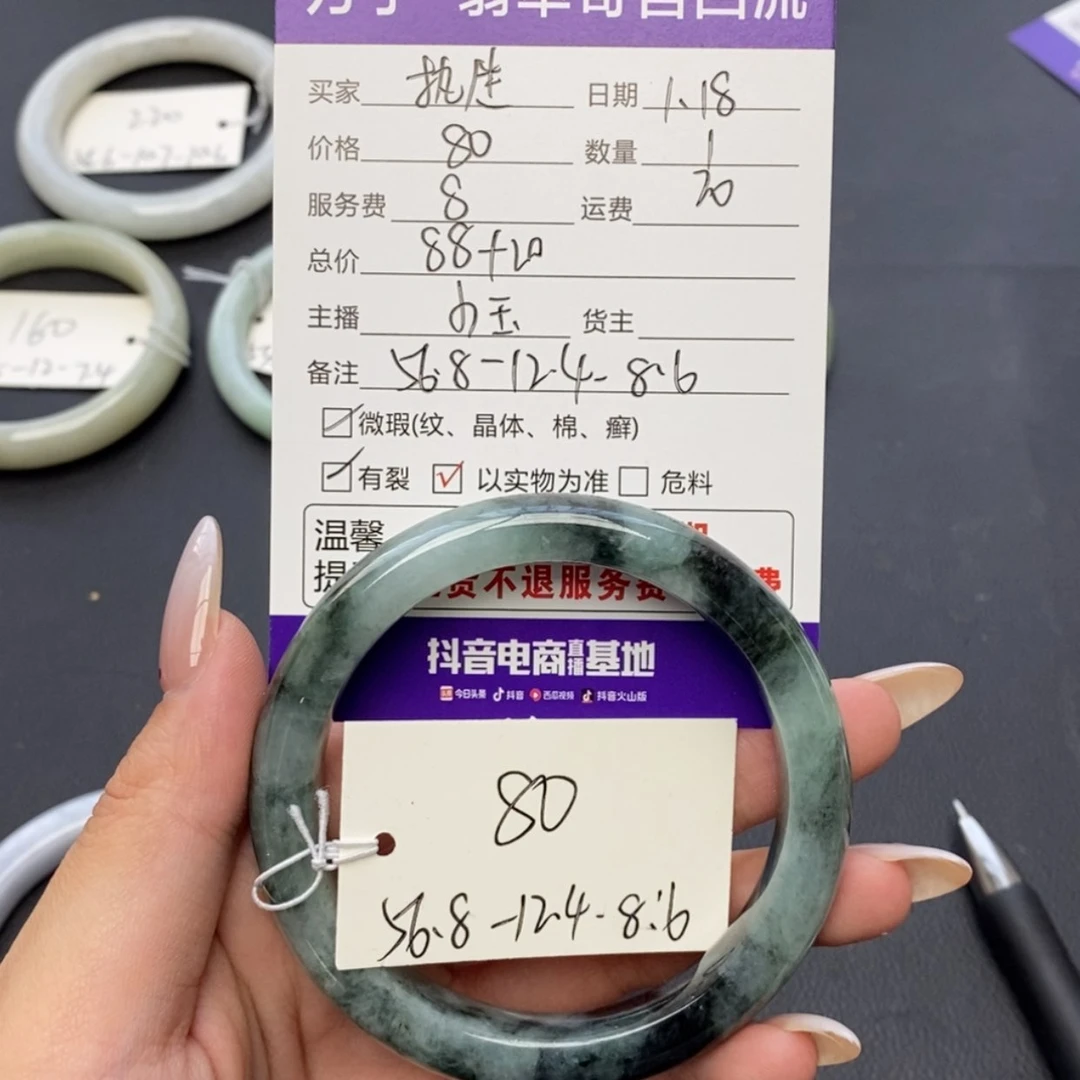 买家 执迷 日期 1.18
价格 80 数量 1
服务费 8 运费 20
总价 88+20
主播 小玉 货主
备注 56.8-12.4-8.6
微瑕(纹、晶体、棉、癣)
有裂 以实物为准 危料
温馨
不退服务费 费
抖音电商直播基地
今日头条 抖音 西瓜视频 抖音火山版
80
56.8-12.4-8.6
220
160